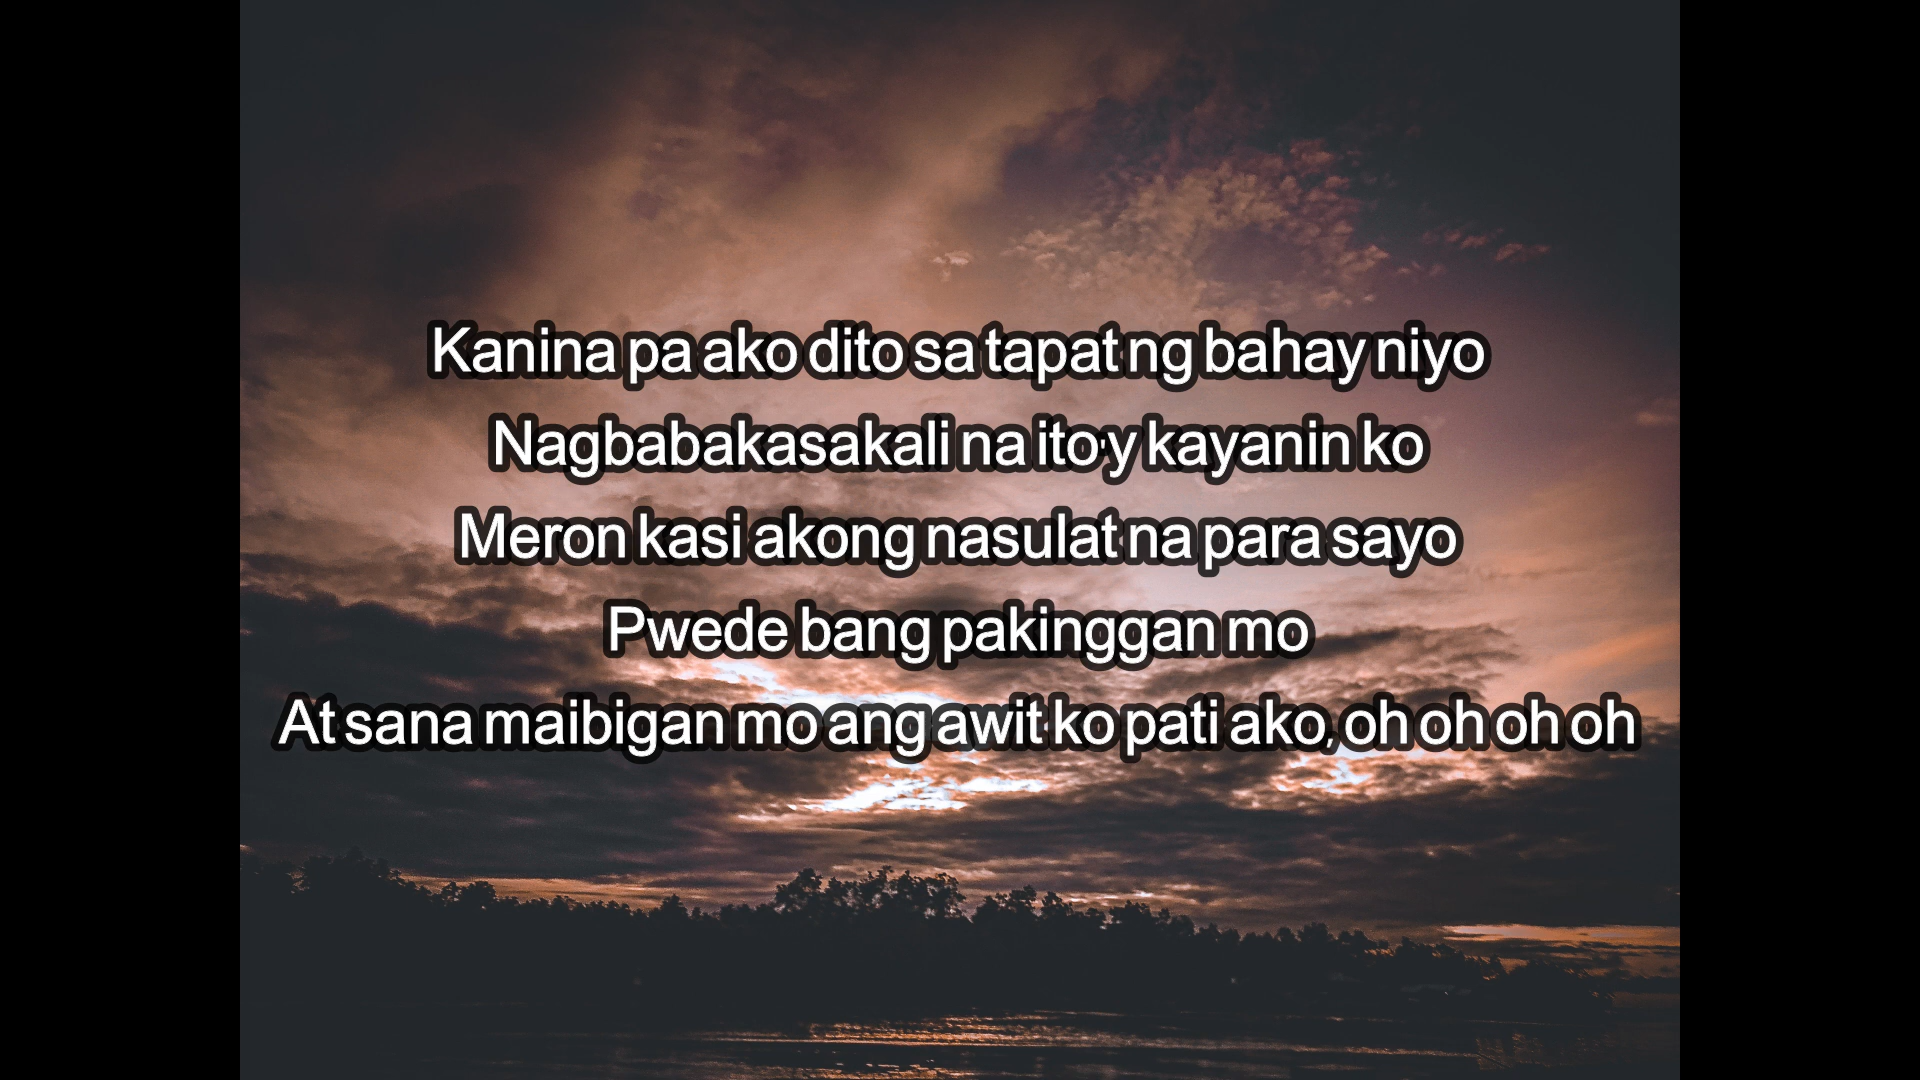 Kanina pa ako dito sa tapat ng bahay niyo
Nagbabakasakali na ito'y kayanin ko
Meron kasi akong nasulat na para sayo
Pwede bang pakinggan mo
At sana maibigan mo ang awit ko pati ako, oh oh oh oh